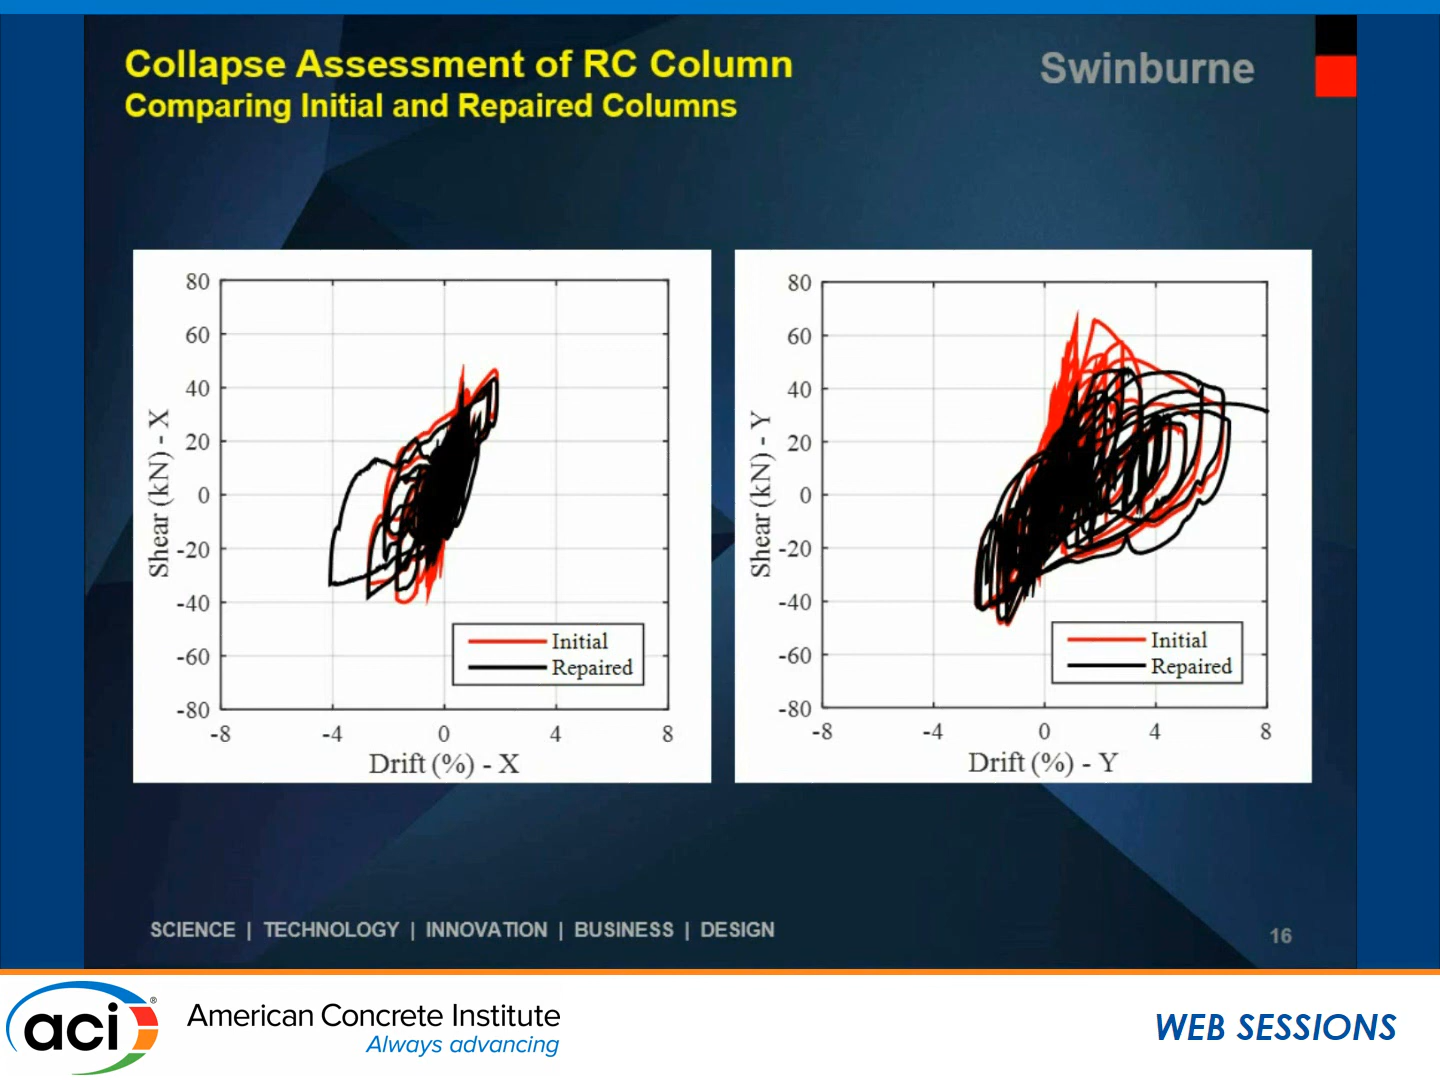 Collapse Assessment of RC Column
Comparing Initial and Repaired Columns
Swinburne
80
60
40
20
0
-20
-40
-60
-80
Shear (kN) - X
Initial
Repaired
-8 -4 0 4 8
Drift (%) - X
80
60
40
20
0
-20
-40
-60
-80
Shear (kN) - Y
Initial
Repaired
-8 -4 0 4 8
Drift (%) - Y
SCIENCE | TECHNOLOGY | INNOVATION | BUSINESS | DESIGN
16
aci®
American Concrete Institute
Always advancing
WEB SESSIONS